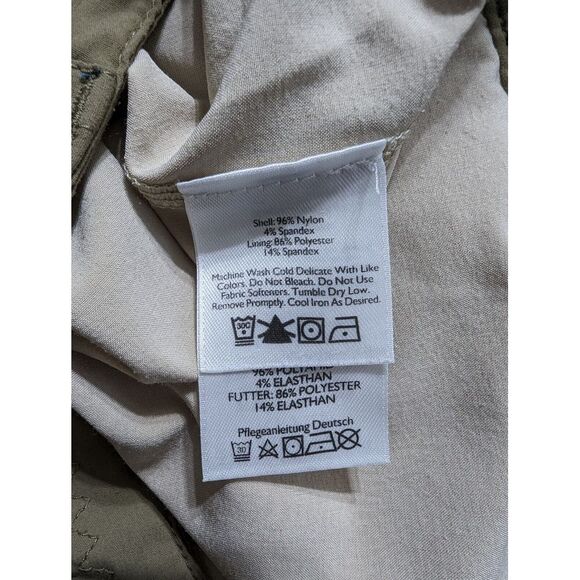 Shell: 96% Nylon
4% Spandex
Lining: 86% Polyester
14% Spandex
Machine Wash Cold Delicate With Like
Colors. Do Not Bleach. Do Not Use
Fabric Softeners. Tumble Dry Low.
Remove Promptly. Cool Iron As Desired.
30C
96% POLYAMID
4% ELASTHAN
FUTTER: 86% POLYESTER
14% ELASTHAN
Pflegeanleitung Deutsch
30